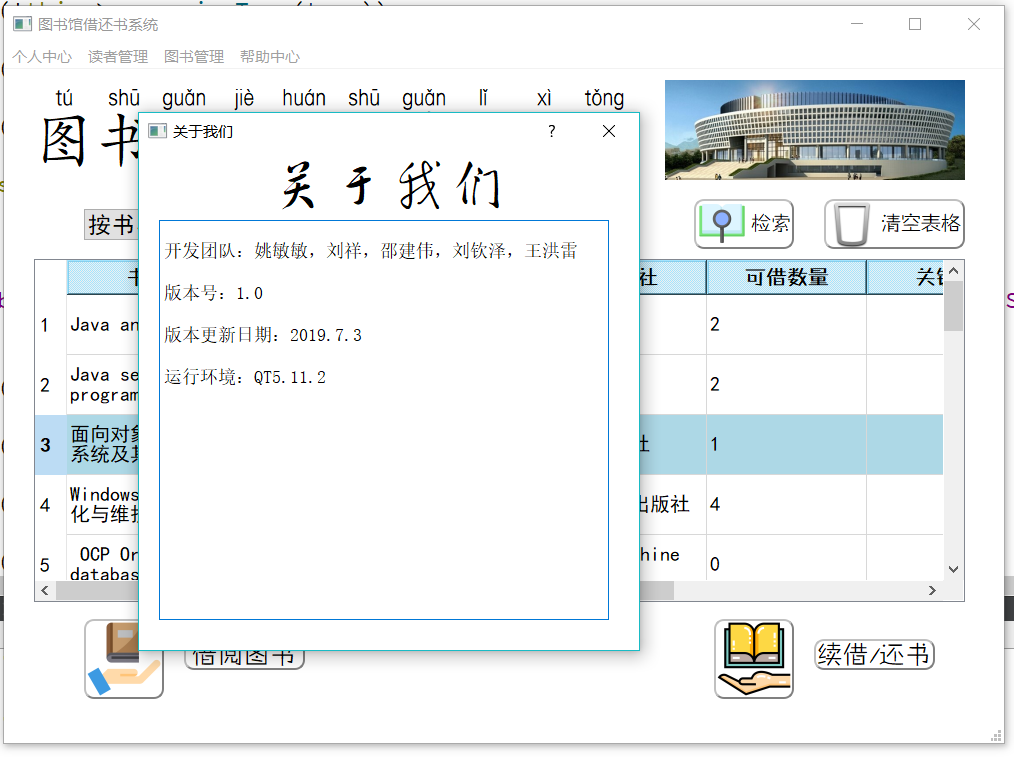 图书馆借还书系统
个人中心 读者管理 图书管理 帮助中心
tú shū guǎn jiè huán shū guǎn lǐ xì tǒng
图书
关于我们
关于我们
检索
清空表格
按书
开发团队：姚敏敏，刘祥，邵建伟，刘钦泽，王洪雷
版本号：1.0
版本更新日期：2019.7.3
运行环境：QT5.11.2
书 社 可借数量 关键
1 Java an 2
2 Java se
program 2
3 面向对象
系统及其 社 1
4 Windows
化与维护 出版社 4
5 OCP Or
databas hine 0
借阅图书
续借/还书